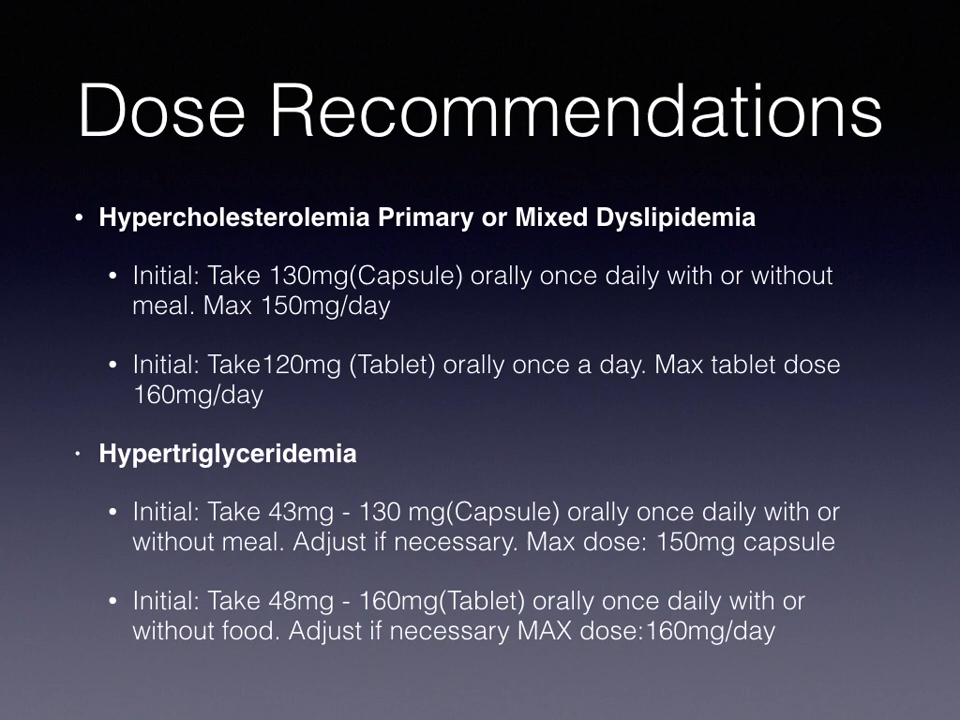 Dose Recommendations
• Hypercholesterolemia Primary or Mixed Dyslipidemia
• Initial: Take 130mg(Capsule) orally once daily with or without
meal. Max 150mg/day
• Initial: Take120mg (Tablet) orally once a day. Max tablet dose
160mg/day
• Hypertriglyceridemia
• Initial: Take 43mg - 130 mg(Capsule) orally once daily with or
without meal. Adjust if necessary. Max dose: 150mg capsule
• Initial: Take 48mg - 160mg(Tablet) orally once daily with or
without food. Adjust if necessary MAX dose:160mg/day